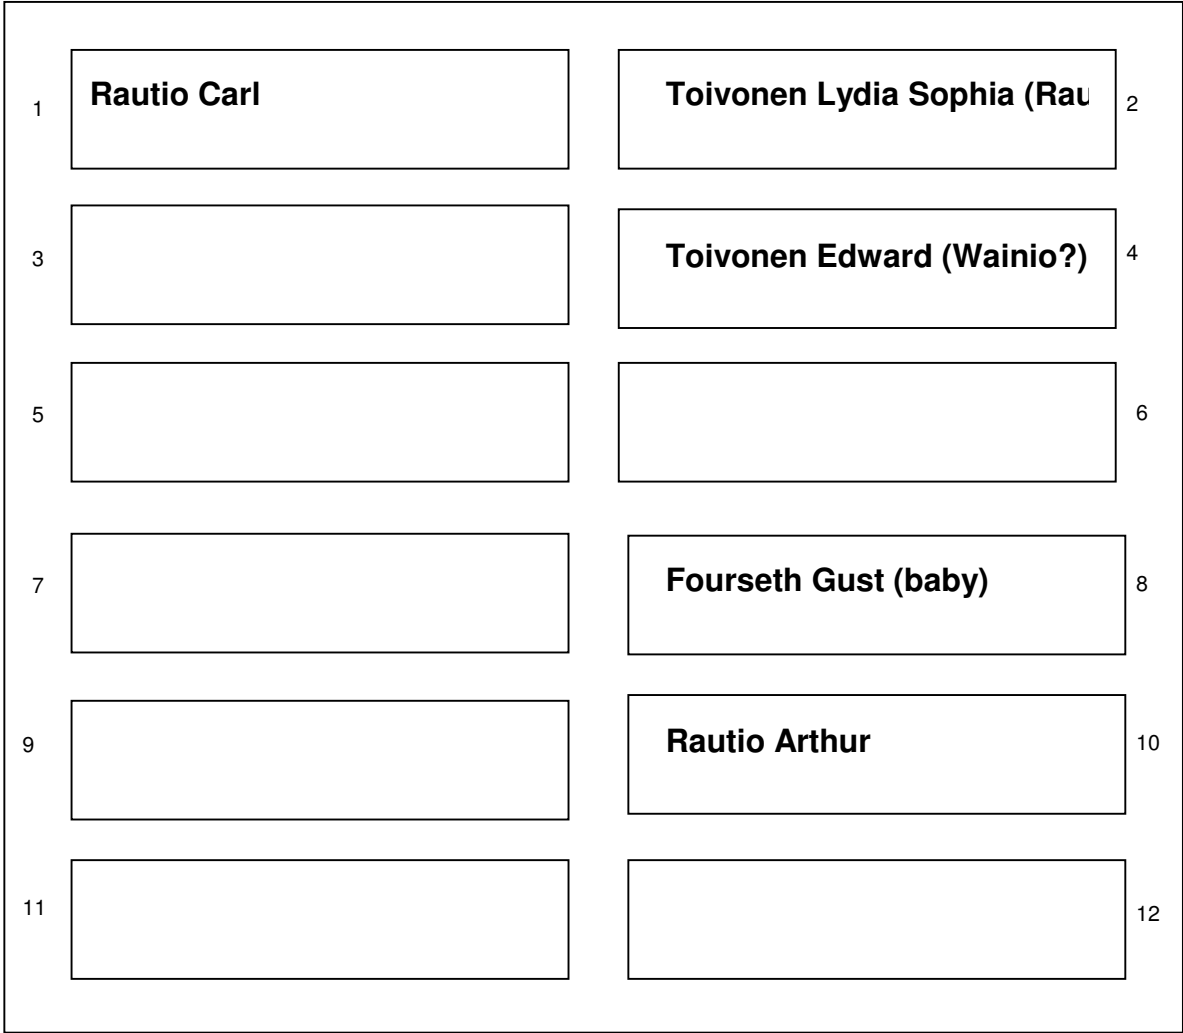 1 Rautio Carl Toivonen Lydia Sophia (Rau 2
3 Toivonen Edward (Wainio?) 4
5 6
7 Fourseth Gust (baby) 8
9 Rautio Arthur 10
11 12